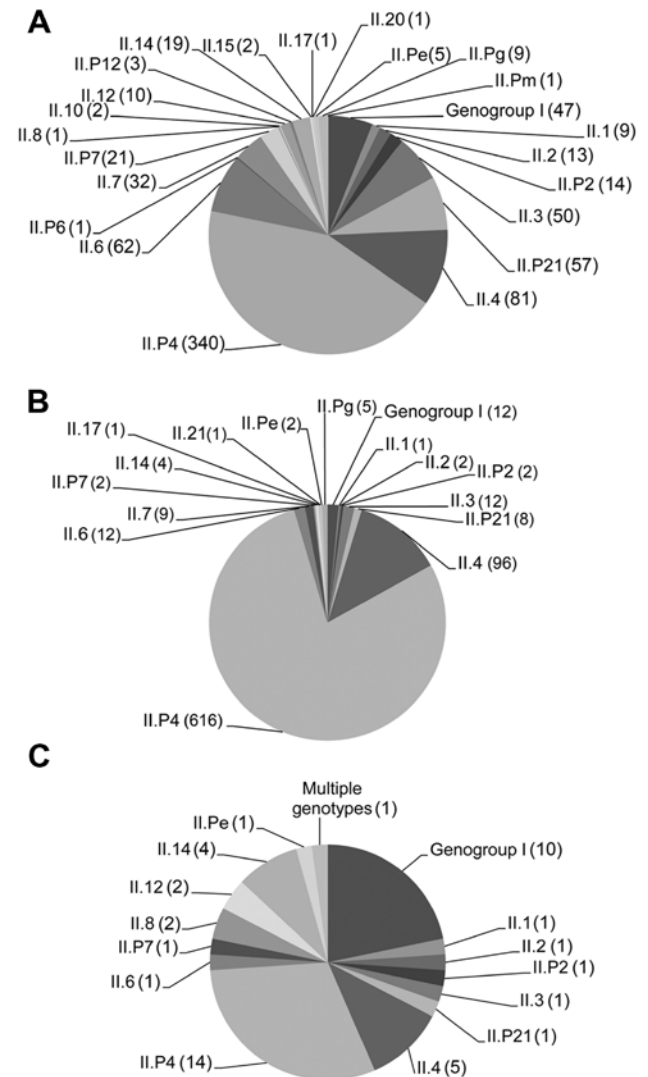 A
II.20 (1)
II.17 (1)
II.15 (2)
II.14 (19)
II.P12 (3)
II.12 (10)
II.10 (2)
II.8 (1)
II.P7 (21)
II.7 (32)
II.P6 (1)
II.6 (62)
II.P4 (340)
II.Pe (5)
II.Pg (9)
II.Pm (1)
Genogroup I (47)
II.1 (9)
II.2 (13)
II.P2 (14)
II.3 (50)
II.P21 (57)
II.4 (81)
B
II.Pg (5)
II.Pe (2)
II.21 (1)
II.17 (1)
II.14 (4)
II.P7 (2)
II.7 (9)
II.6 (12)
II.P4 (616)
Genogroup I (12)
II.1 (1)
II.2 (2)
II.P2 (2)
II.3 (12)
II.P21 (8)
II.4 (96)
C
Multiple
genotypes (1)
II.Pe (1)
II.14 (4)
II.12 (2)
II.8 (2)
II.P7 (1)
II.6 (1)
II.P4 (14)
Genogroup I (10)
II.1 (1)
II.2 (1)
II.P2 (1)
II.3 (1)
II.P21 (1)
II.4 (5)